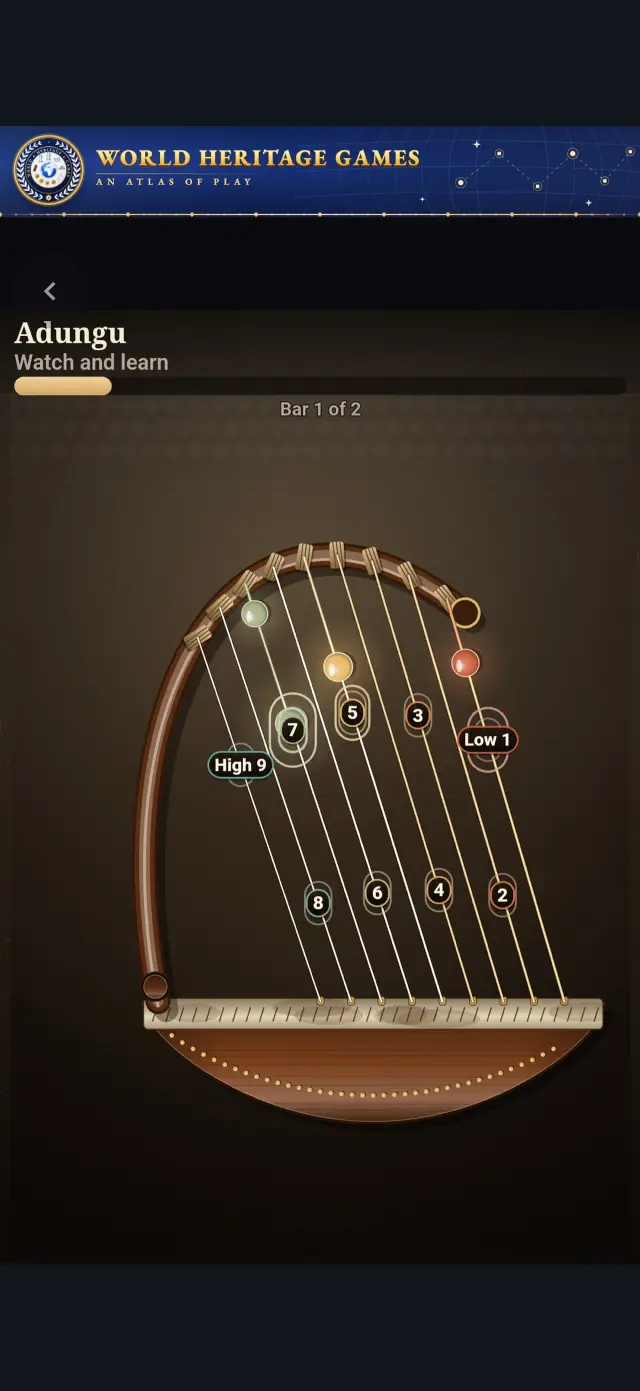 WORLD HERITAGE GAMES
AN ATLAS OF PLAY
Adungu
Watch and learn
Bar 1 of 2
7
5
3
Low 1
High 9
8
6
4
2